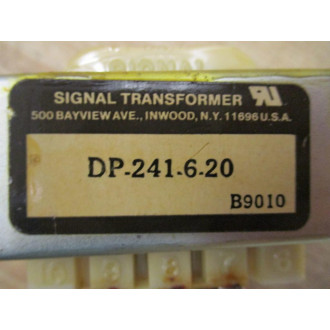 SIGNAL TRANSFORMER
500 BAYVIEW AVE., INWOOD, N.Y. 11696 U.S.A.
DP-241-6-20
B9010